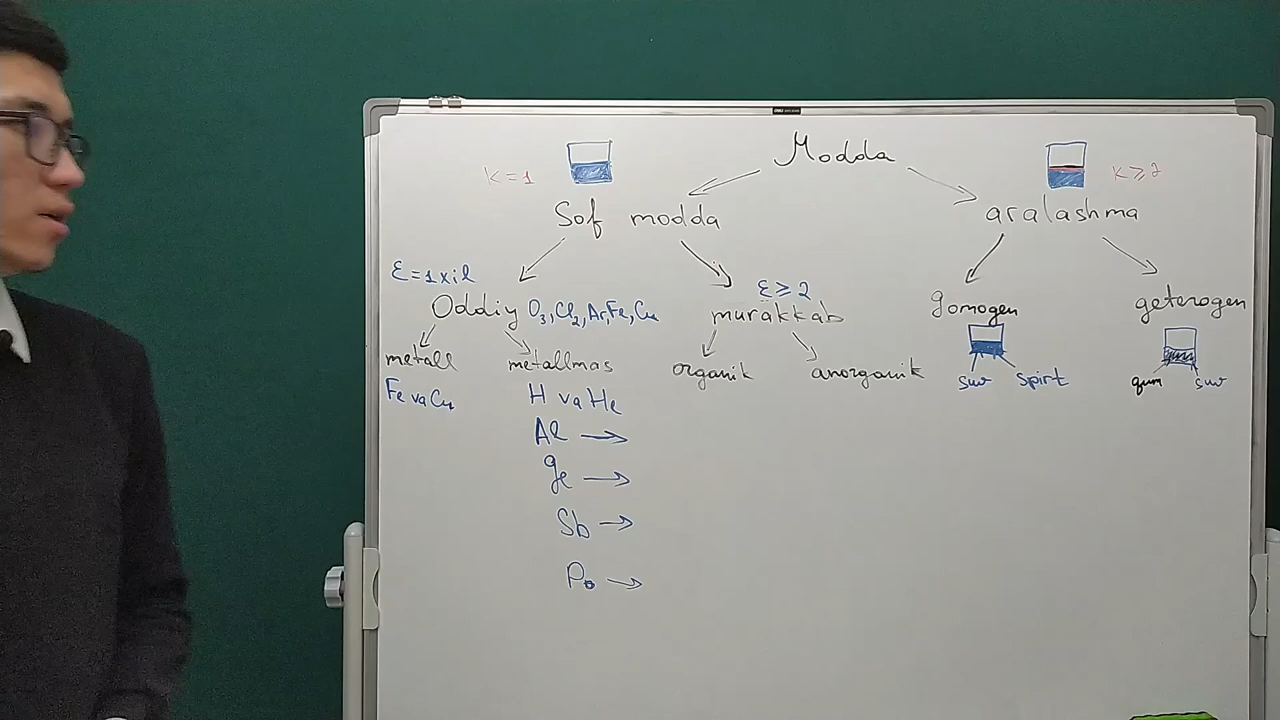 Modda
K=1
K⩾2
Sof modda
aralashma
Ɛ=1xil
Ɛ⩾2
Oddiy O₃,Cl₂,Ar,Fe,Cu
murakkab
gomogen
geterogen
metall
metallmas
organik
anorganik
suv
spirt
qum
suv
Fe va Cu
H va He
Al →
ge →
Sb →
Po →